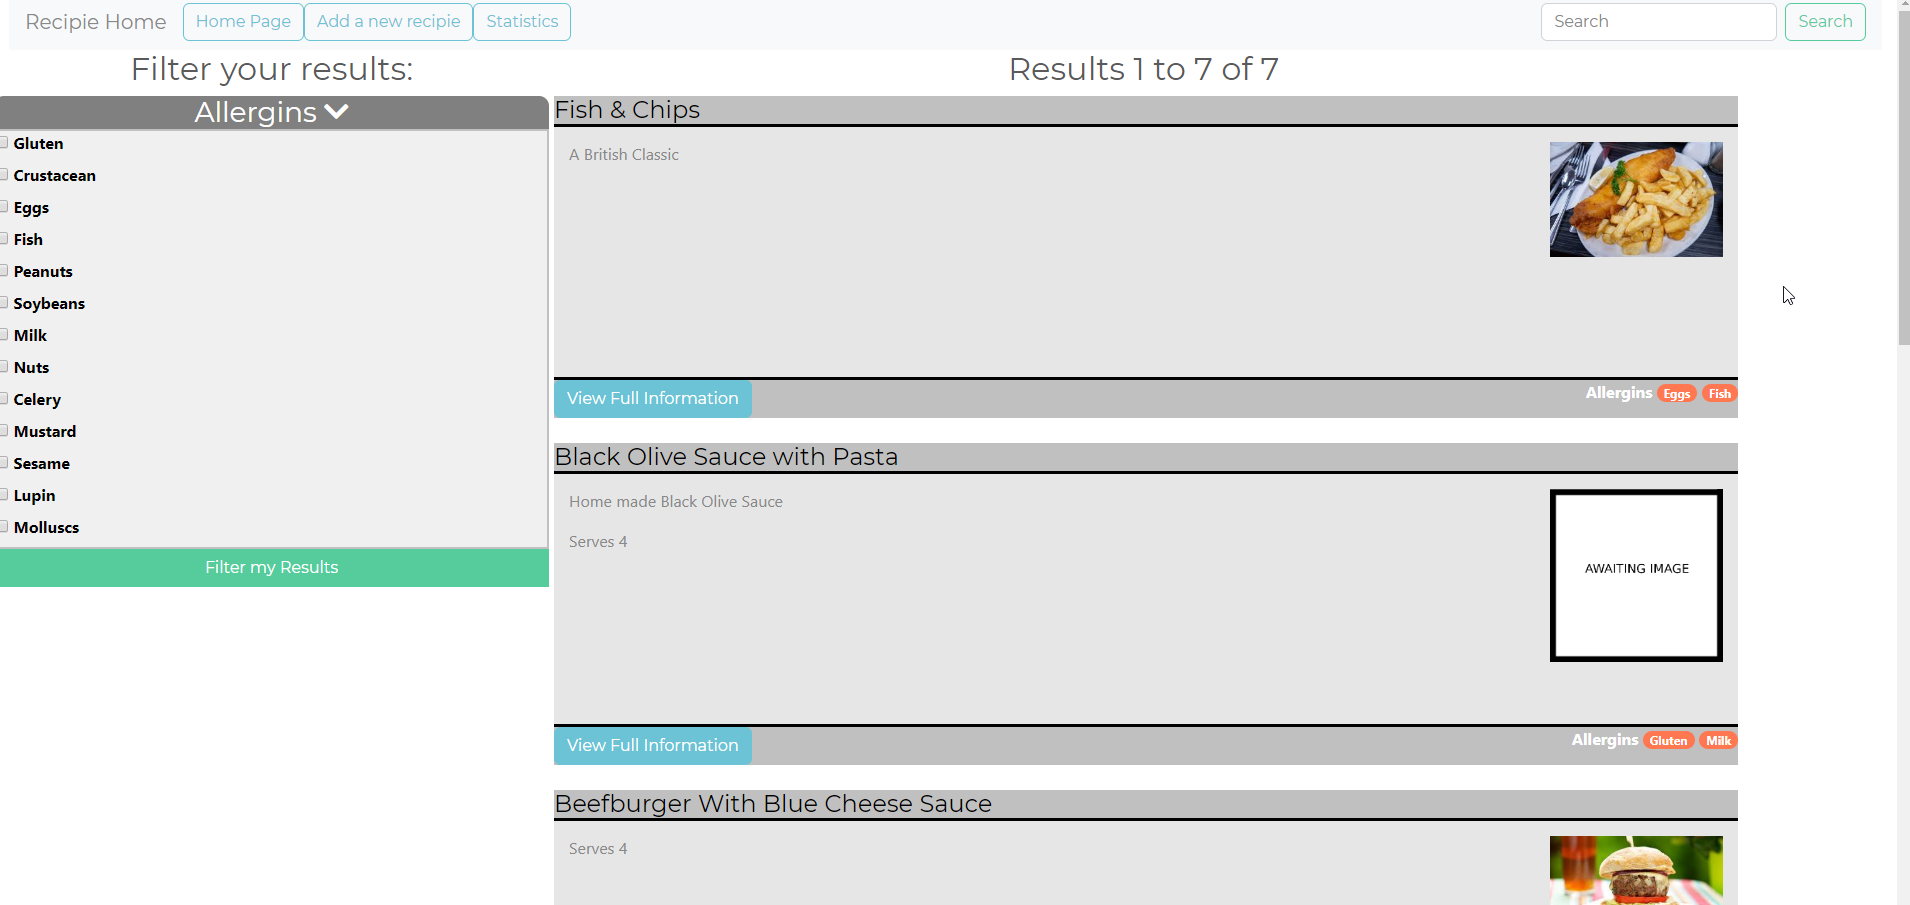 Recipie Home Home Page Add a new recipie Statistics Search Search
Filter your results:
Allergins
Gluten
Crustacean
Eggs
Fish
Peanuts
Soybeans
Milk
Nuts
Celery
Mustard
Sesame
Lupin
Molluscs
Filter my Results
Results 1 to 7 of 7
Fish & Chips
A British Classic
View Full Information Allergins Eggs Fish
Black Olive Sauce with Pasta
Home made Black Olive Sauce
Serves 4
AWAITING IMAGE
View Full Information Allergins Gluten Milk
Beefburger With Blue Cheese Sauce
Serves 4